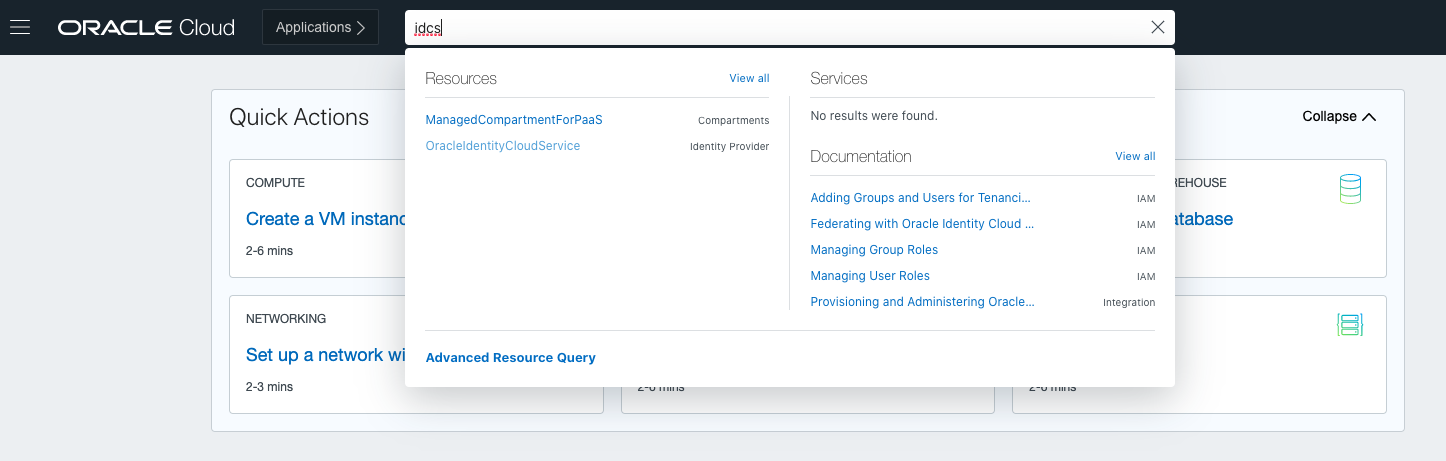 ORACLE Cloud
Applications
idcs
Resources
View all
ManagedCompartmentForPaaS
Compartments
OracleIdentityCloudService
Identity Provider
Services
No results were found.
Documentation
View all
Adding Groups and Users for Tenanci...
IAM
Federating with Oracle Identity Cloud ...
IAM
Managing Group Roles
IAM
Managing User Roles
IAM
Provisioning and Administering Oracle...
Integration
Advanced Resource Query
Quick Actions
Collapse
COMPUTE
Create a VM instanc
2-6 mins
REHOUSE
atabase
NETWORKING
Set up a network wi
2-3 mins
2-6 mins
2-6 mins